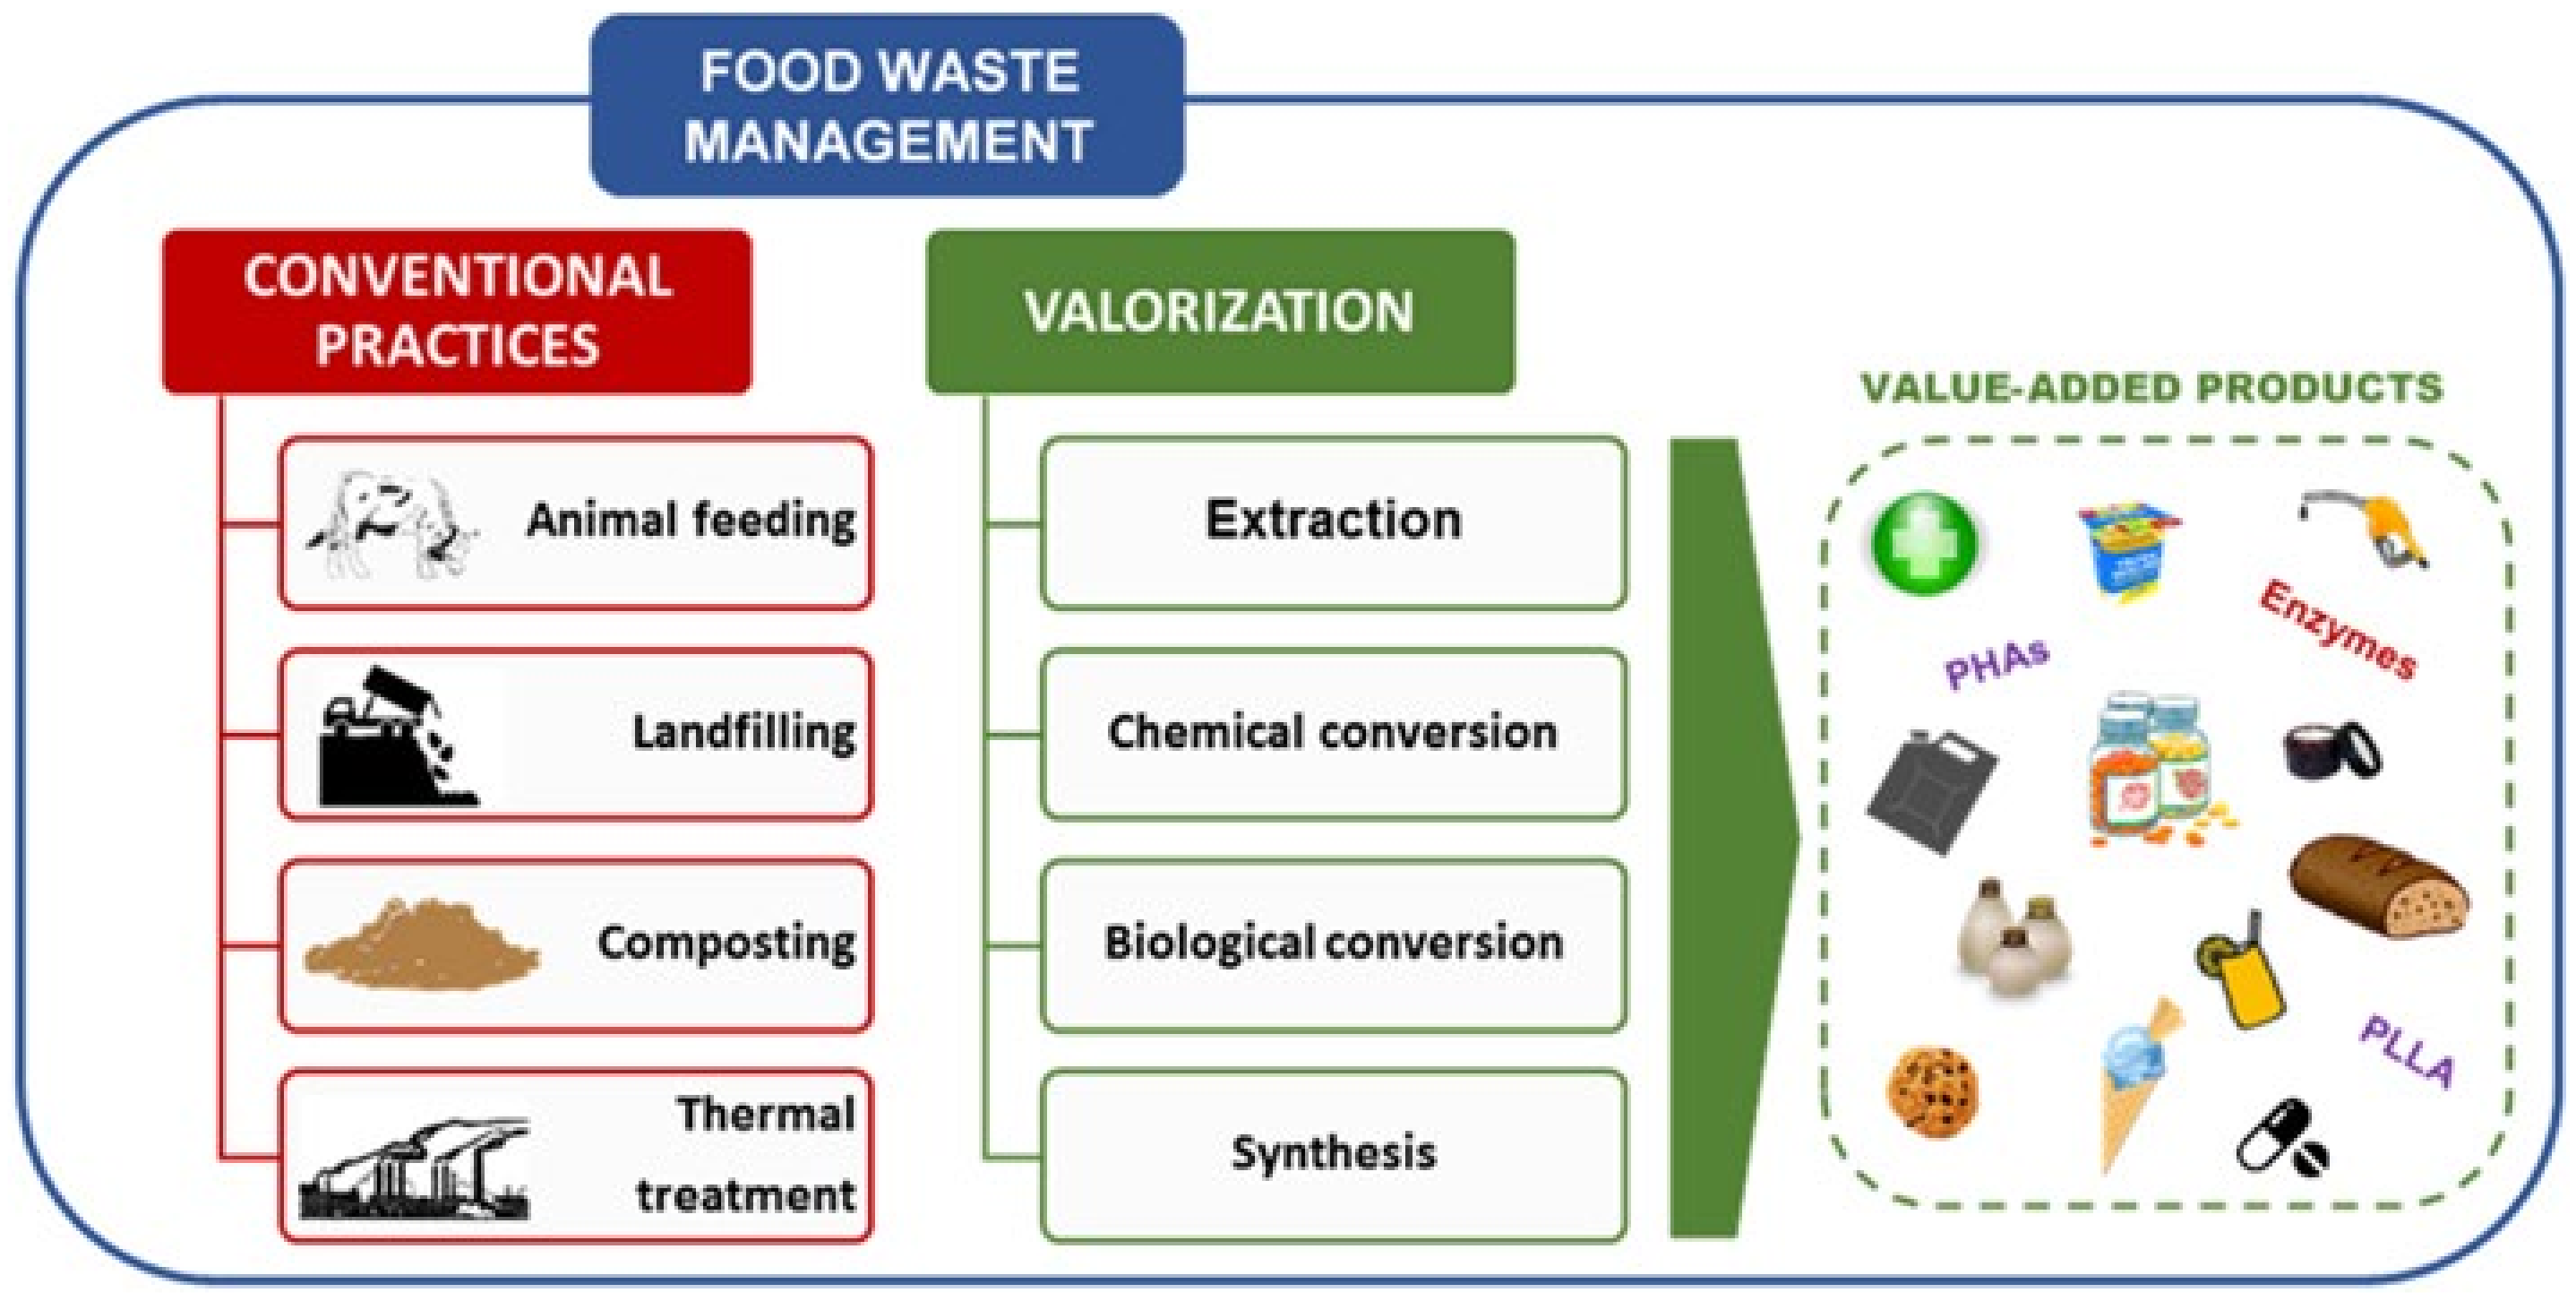 FOOD WASTE
MANAGEMENT
CONVENTIONAL
PRACTICES
Animal feeding
Landfilling
Composting
Thermal
treatment
VALORIZATION
Extraction
Chemical conversion
Biological conversion
Synthesis
VALUE-ADDED PRODUCTS
Enzymes
PHAs
PLLA